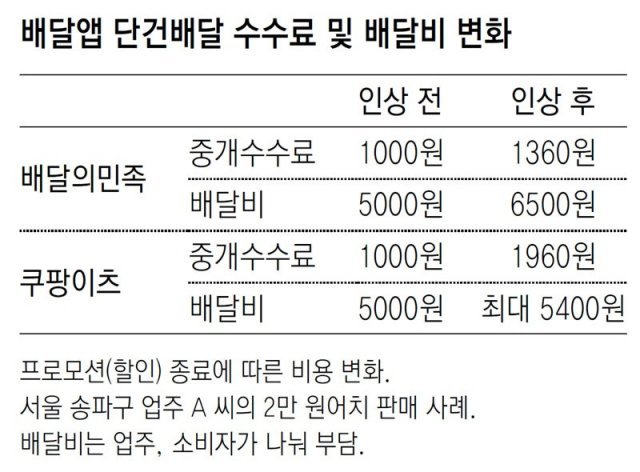 배달앱 단건배달 수수료 및 배달비 변화
인상 전 인상 후
배달의민족 중개수수료 1000원 1360원
배달비 5000원 6500원
쿠팡이츠 중개수수료 1000원 1960원
배달비 5000원 최대 5400원
프로모션(할인) 종료에 따른 비용 변화.
서울 송파구 업주 A 씨의 2만 원어치 판매 사례.
배달비는 업주, 소비자가 나눠 부담.